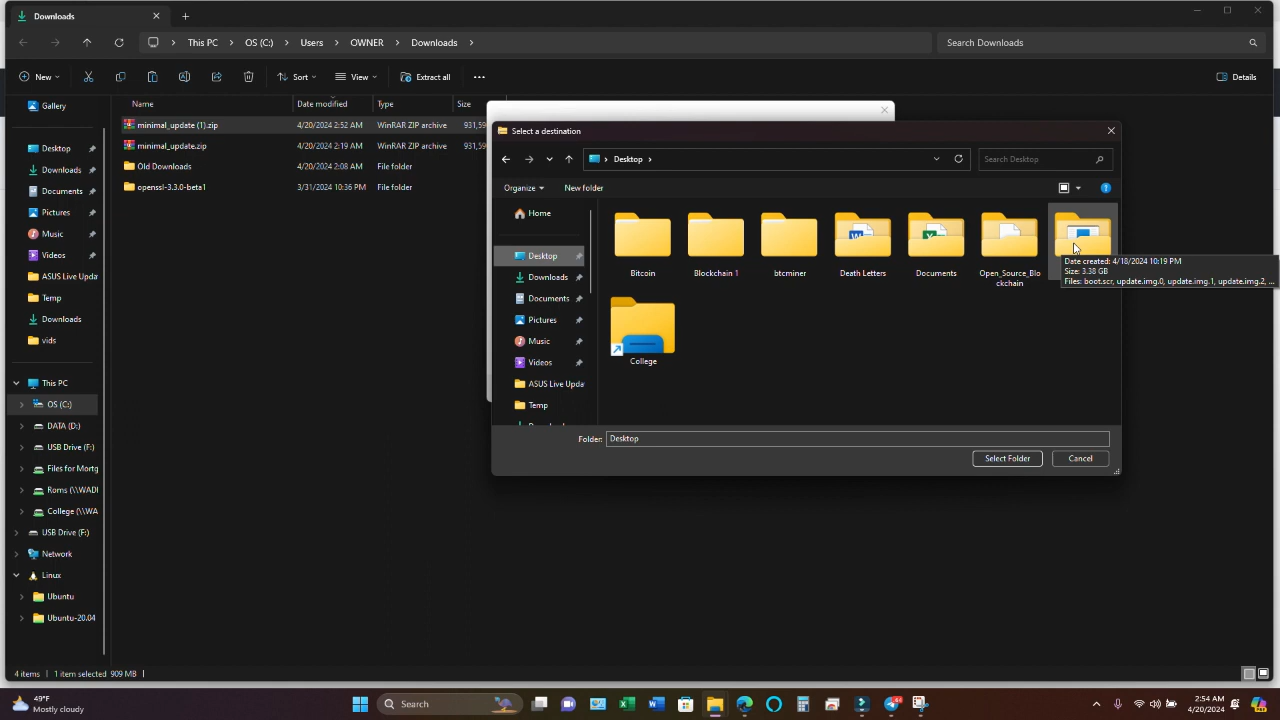 Downloads
This PC > OS (C:) > Users > OWNER > Downloads >
Search Downloads
New
Sort
View
Extract all
Details
Name
Date modified
Type
Size
minimal_update (1).zip 4/20/2024 2:52 AM WinRAR ZIP archive 931,59
minimal_update.zip 4/20/2024 2:19 AM WinRAR ZIP archive 931,59
Old Downloads 4/20/2024 2:08 AM File folder
openssl-3.3.0-beta1 3/31/2024 10:36 PM File folder
Gallery
Desktop
Downloads
Documents
Pictures
Music
Videos
ASUS Live Upda
Temp
Downloads
vids
This PC
OS (C:)
DATA (D:)
USB Drive (F:)
Files for Mortg
Roms (\\WADI
College (\\WA
USB Drive (F:)
Network
Linux
Ubuntu
Ubuntu-20.04
4 items
1 item selected 909 MB
Select a destination
Desktop >
Search Desktop
Organize
New folder
Home
Desktop
Downloads
Documents
Pictures
Music
Videos
ASUS Live Upda
Temp
Bitcoin
Blockchain 1
btcminer
Death Letters
Documents
Open_Source_Blo
ckchain
College
Date created: 4/18/2024 10:19 PM
Size: 3.38 GB
Files: boot.scr, update.img.0, update.img.1, update.img.2, ...
Folder: Desktop
Select Folder
Cancel
49°F
Mostly cloudy
Search
2:54 AM
4/20/2024